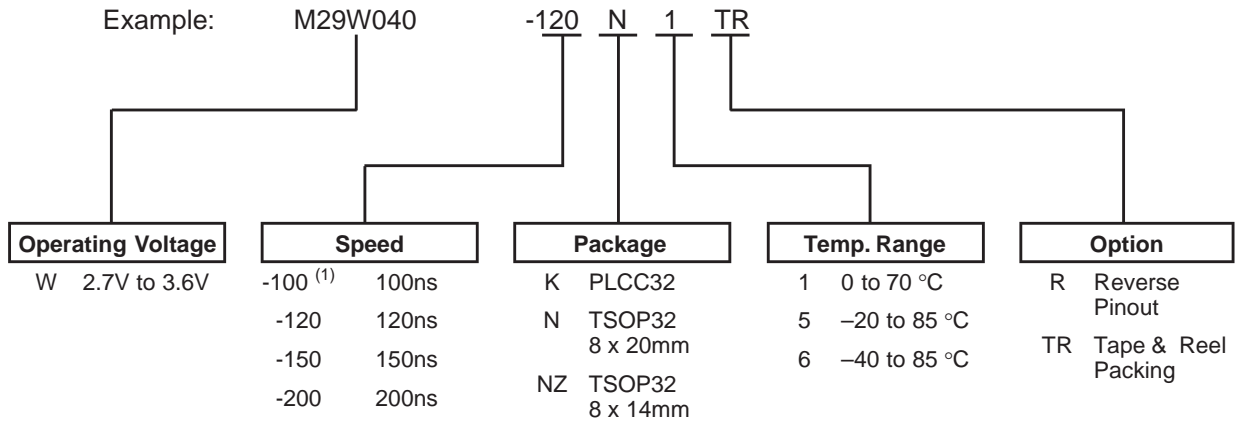 Example: M29W040 -120 N 1 TR
Operating Voltage
W 2.7V to 3.6V
Speed
-100 (1) 100ns
-120 120ns
-150 150ns
-200 200ns
Package
K PLCC32
N TSOP32
8 x 20mm
NZ TSOP32
8 x 14mm
Temp. Range
1 0 to 70 °C
5 –20 to 85 °C
6 –40 to 85 °C
Option
R Reverse
Pinout
TR Tape & Reel
Packing